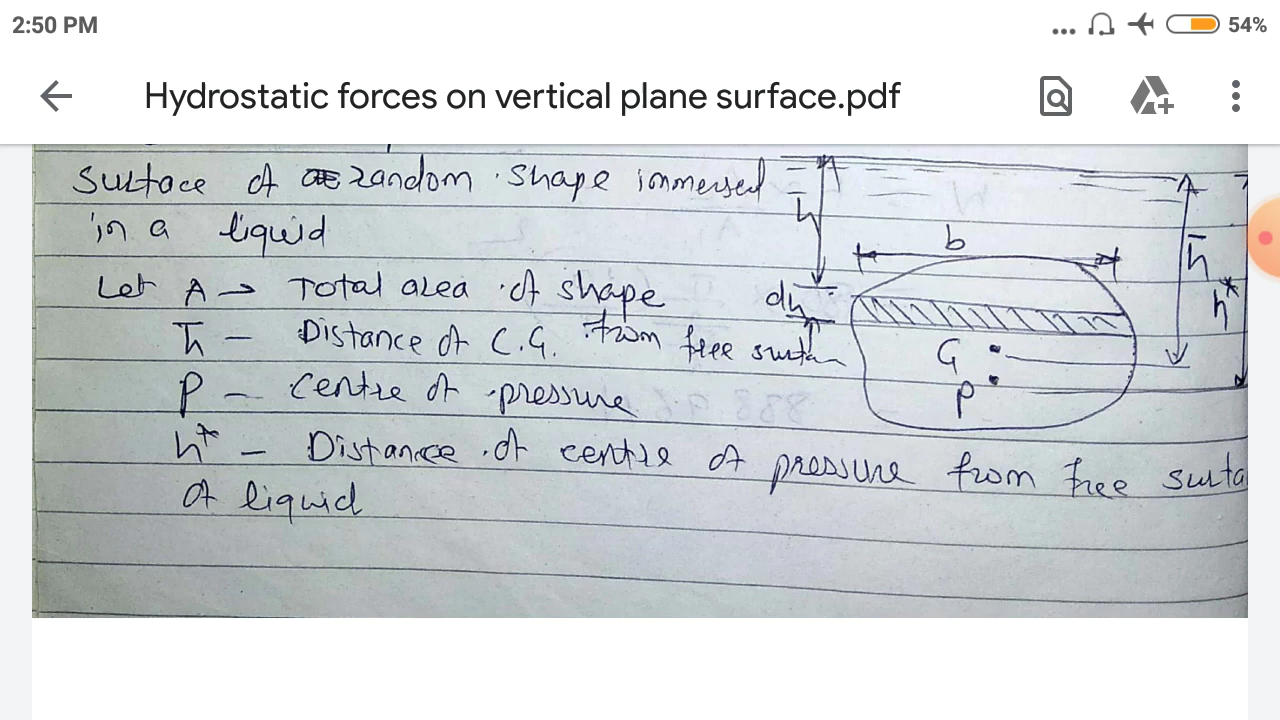 2:50 PM
54%
Hydrostatic forces on vertical plane surface.pdf
Surface of random shape immersed
in a liquid
Let A → Total area of shape
h̄ — Distance of C.G. from free surfa
P — centre of pressure
h* — Distance of centre of pressure from free surfa
of liquid
h
b
dh
G
P
h̄
h*